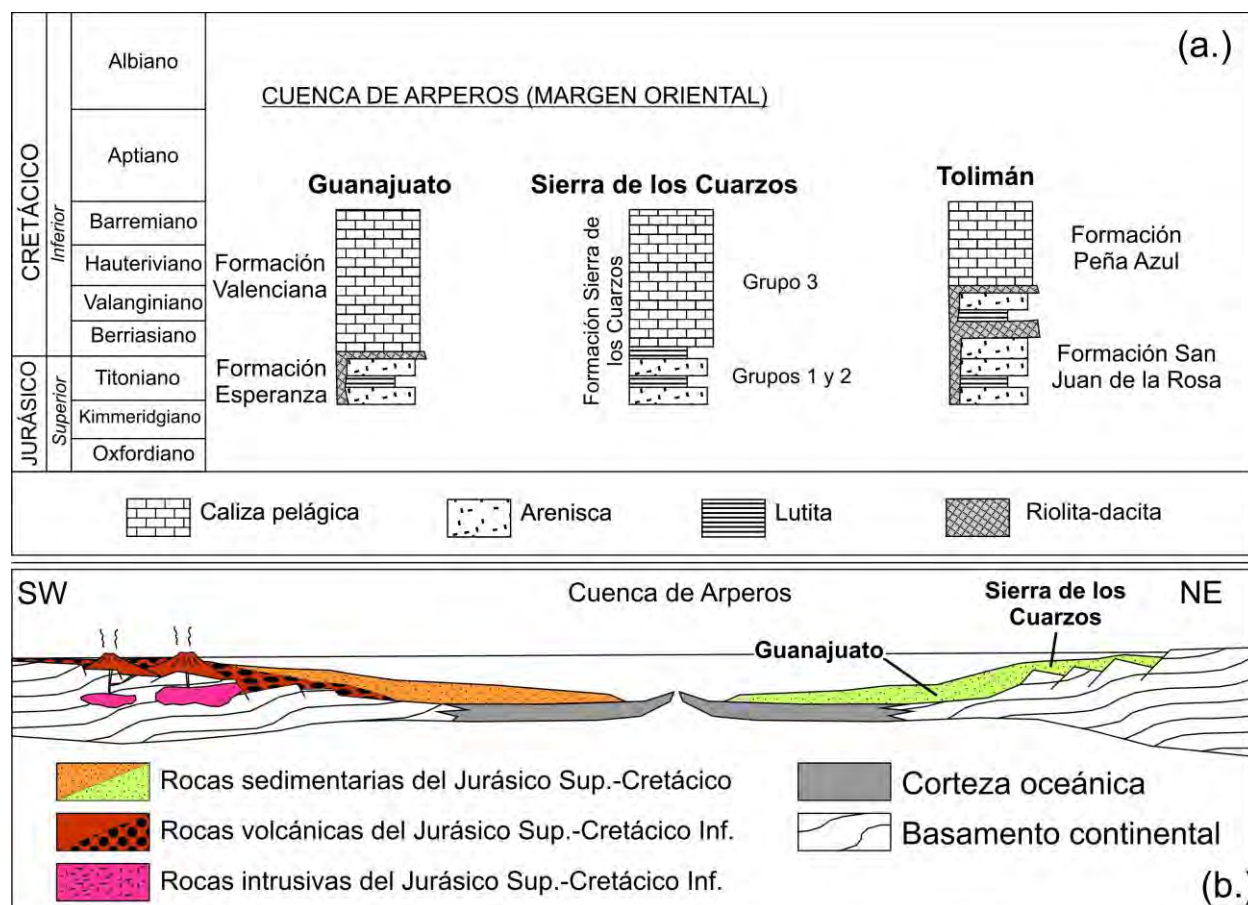 (a.)
CUENCA DE ARPEROS (MARGEN ORIENTAL)
CRETÁCICO
Inferior
JURÁSICO
Superior
Albiano
Aptiano
Barremiano
Hauteriviano
Valanginiano
Berriasiano
Titoniano
Kimmeridgiano
Oxfordiano
Guanajuato
Formación
Valenciana
Formación
Esperanza
Sierra de los Cuarzos
Formación Sierra de
los Cuarzos
Grupo 3
Grupos 1 y 2
Tolimán
Formación
Peña Azul
Formación San
Juan de la Rosa
Caliza pelágica
Arenisca
Lutita
Riolita-dacita
SW
Cuenca de Arperos
Sierra de los
Cuarzos
NE
Guanajuato
Rocas sedimentarias del Jurásico Sup.-Cretácico
Rocas volcánicas del Jurásico Sup.-Cretácico Inf.
Rocas intrusivas del Jurásico Sup.-Cretácico Inf.
Corteza oceánica
Basamento continental
(b.)